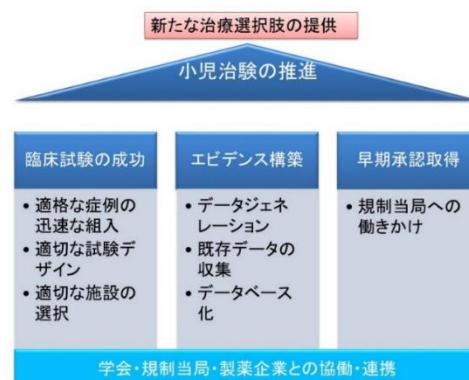 新たな治療選択肢の提供
小児治験の推進
臨床試験の成功
• 適格な症例の
迅速な組入
• 適切な試験デ
ザイン
• 適切な施設の
選択
エビデンス構築
• データジェネ
レーション
• 既存データの
収集
• データベース
化
早期承認取得
• 規制当局への
働きかけ
学会・規制当局・製薬企業との協働・連携